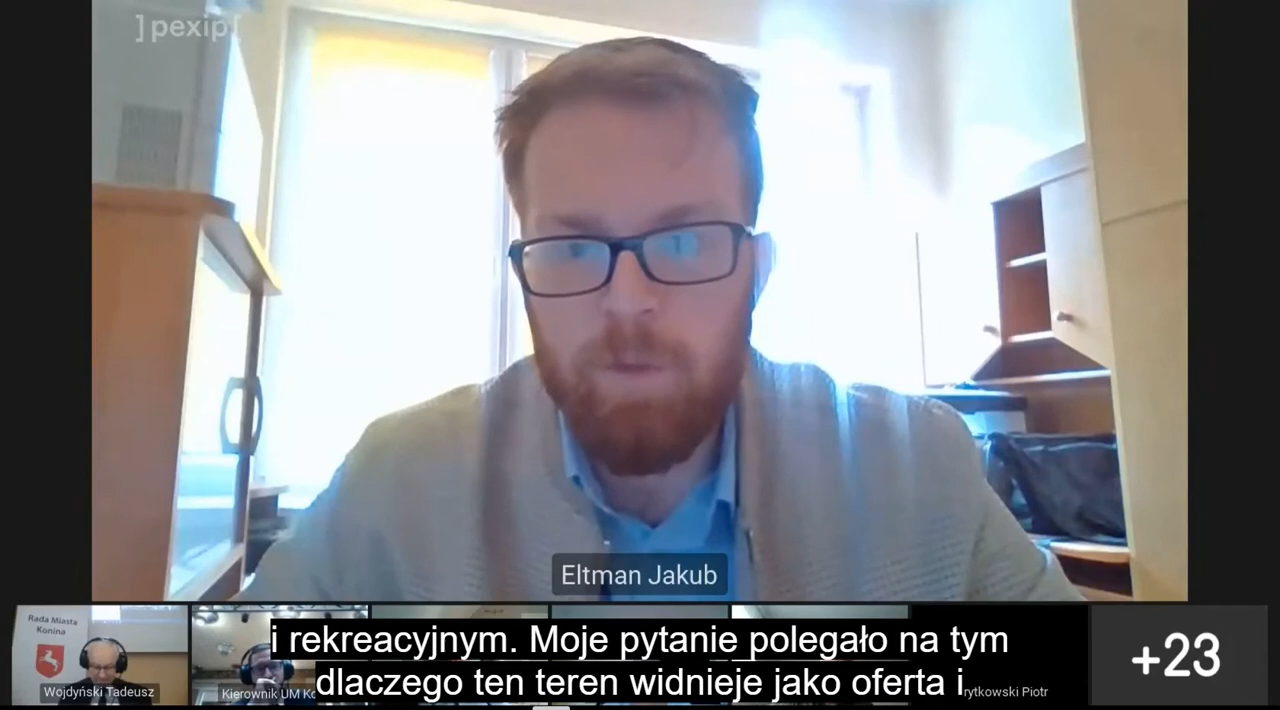 ]pexip[
Eltman Jakub
Rada Miasta
Konina
Wojdyński Tadeusz
Kierownik UM Ko
i rekreacyjnym. Moje pytanie polegało na tym
dlaczego ten teren widnieje jako oferta i
rytkowski Piotr
+23